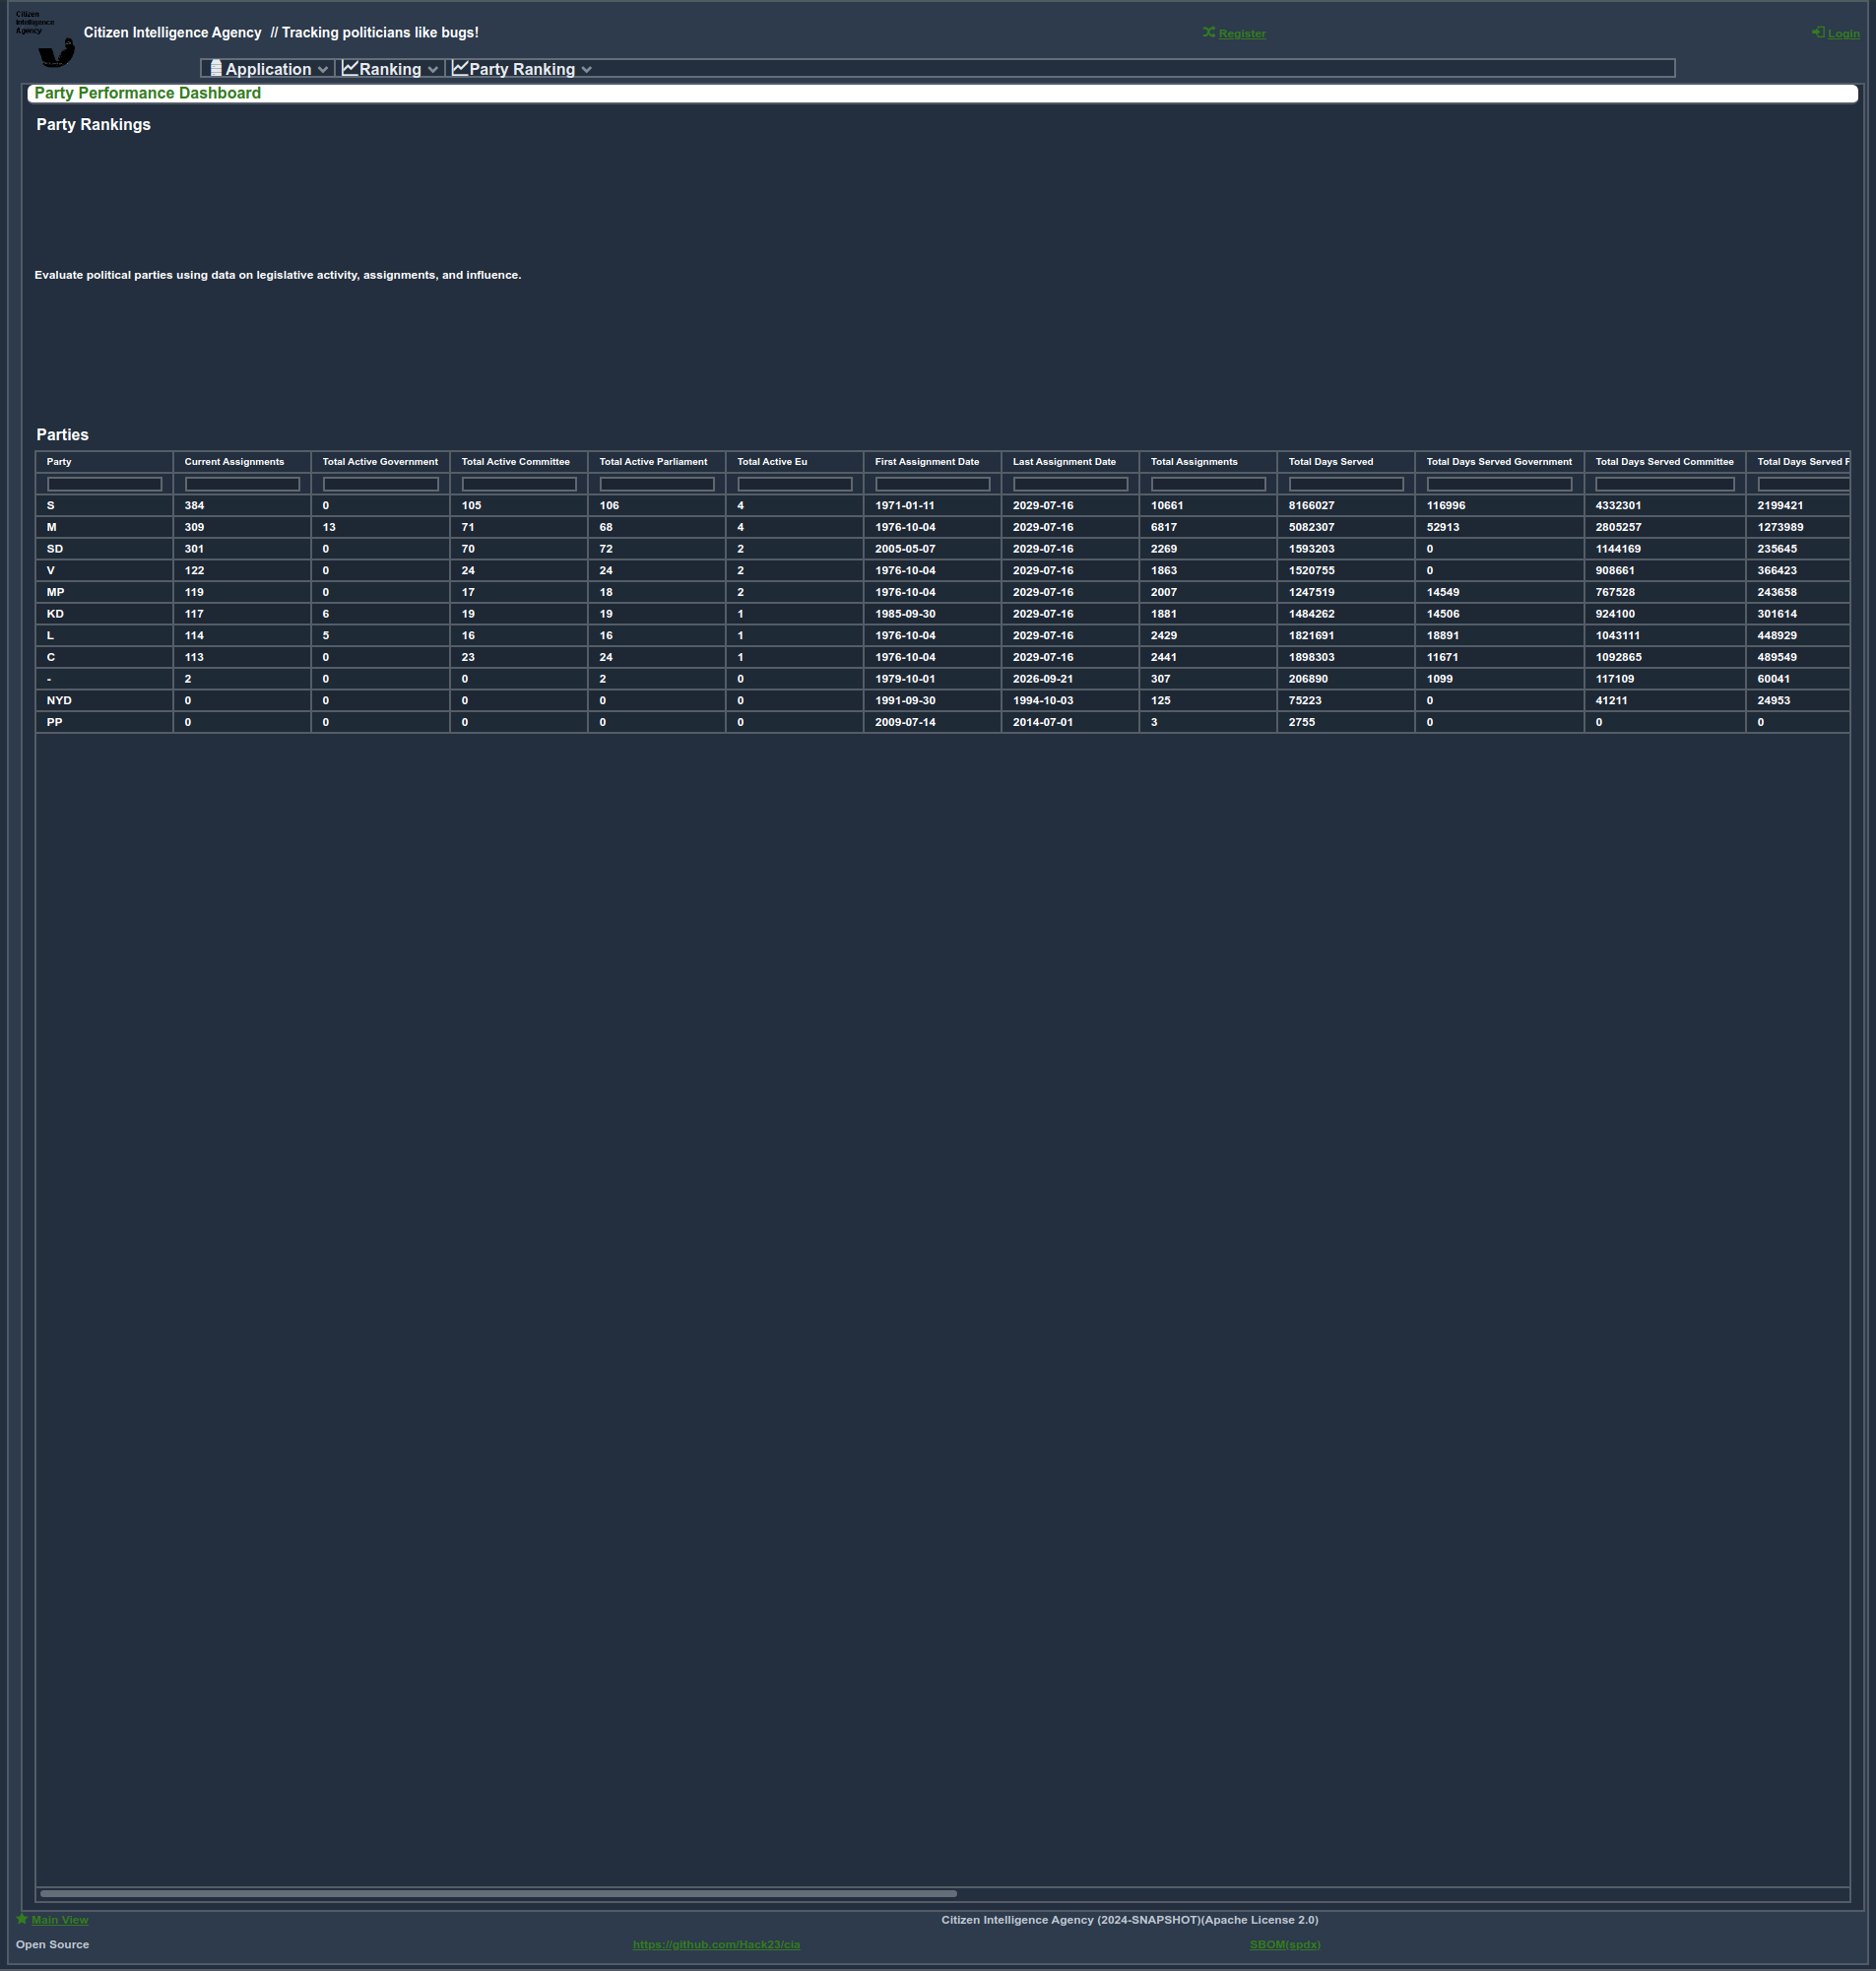 Citizen
Intelligence
Agency
Citizen Intelligence Agency // Tracking politicians like bugs!
Register
Login
Application Ranking Party Ranking
Party Performance Dashboard
Party Rankings
Evaluate political parties using data on legislative activity, assignments, and influence.
Parties
Party Current Assignments Total Active Government Total Active Committee Total Active Parliament Total Active Eu First Assignment Date Last Assignment Date Total Assignments Total Days Served Total Days Served Government Total Days Served Committee Total Days Served
S 384 0 105 106 4 1971-01-11 2029-07-16 10661 8166027 116996 4332301 2199421
M 309 13 71 68 4 1976-10-04 2029-07-16 6817 5082307 52913 2805257 1273989
SD 301 0 70 72 2 2005-05-07 2029-07-16 2269 1593203 0 1144169 235645
V 122 0 24 24 2 1976-10-04 2029-07-16 1863 1520755 0 908661 366423
MP 119 0 17 18 2 1976-10-04 2029-07-16 2007 1247519 14549 767528 243658
KD 117 6 19 19 1 1985-09-30 2029-07-16 1881 1484262 14506 924100 301614
L 114 5 16 16 1 1976-10-04 2029-07-16 2429 1821691 18891 1043111 448929
C 113 0 23 24 1 1976-10-04 2029-07-16 2441 1898303 11671 1092865 489549
- 2 0 0 2 0 1979-10-01 2026-09-21 307 206890 1099 117109 60041
NYD 0 0 0 0 0 1991-09-30 1994-10-03 125 75223 0 41211 24953
PP 0 0 0 0 0 2009-07-14 2014-07-01 3 2755 0 0 0
Main View
Citizen Intelligence Agency (2024-SNAPSHOT)(Apache License 2.0)
Open Source
https://github.com/Hack23/cia
SBOM(spdx)